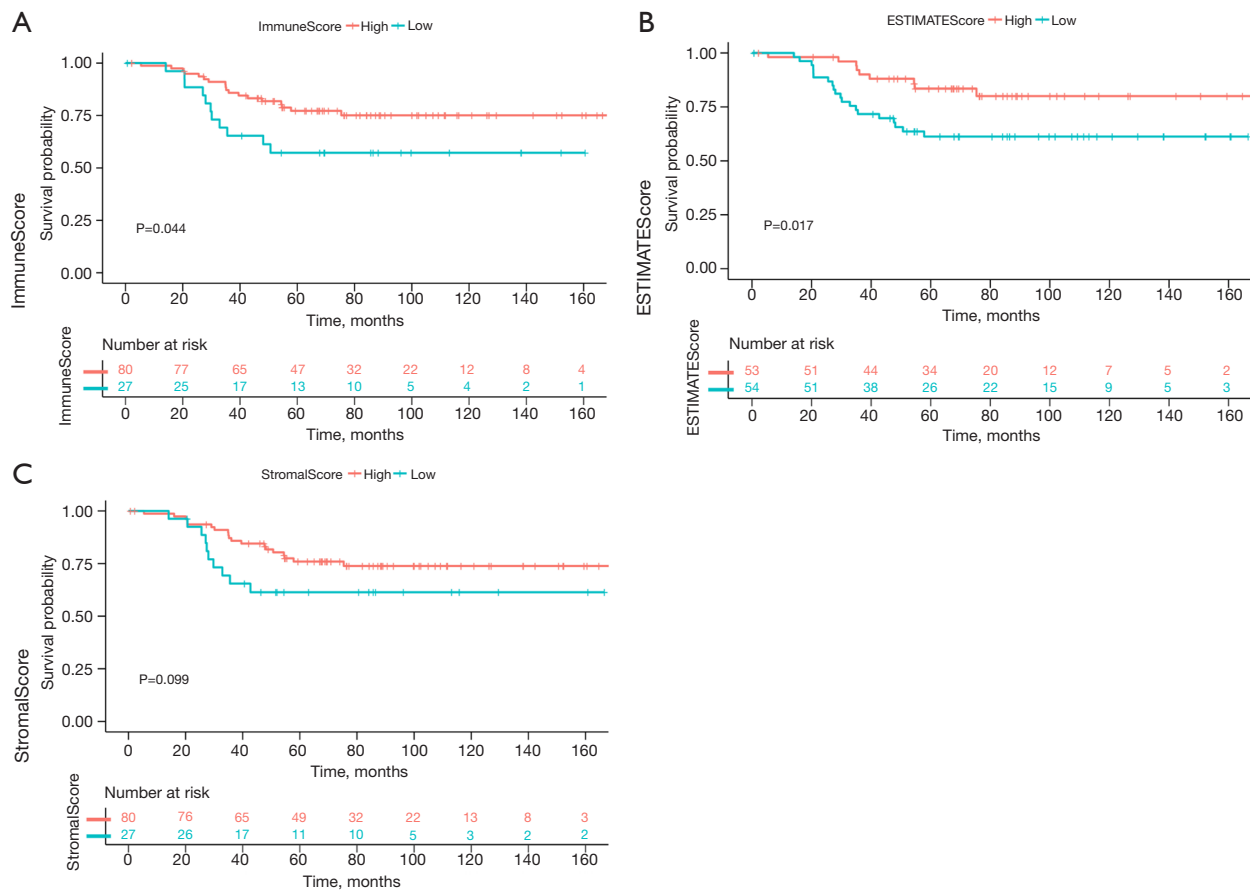 A
ImmuneScore High Low
ImmuneScore
Survival probability
1.00
0.75
0.50
0.25
0.00
P=0.044
0 20 40 60 80 100 120 140 160
Time, months
Number at risk
ImmuneScore
80 77 65 47 32 22 12 8 4
27 25 17 13 10 5 4 2 1
0 20 40 60 80 100 120 140 160
Time, months
B
ESTIMATEScore High Low
ESTIMATEScore
Survival probability
1.00
0.75
0.50
0.25
0.00
P=0.017
0 20 40 60 80 100 120 140 160
Time, months
Number at risk
ESTIMATEScore
53 51 44 34 20 12 7 5 2
54 51 38 26 22 15 9 5 3
0 20 40 60 80 100 120 140 160
Time, months
C
StromalScore High Low
StromalScore
Survival probability
1.00
0.75
0.50
0.25
0.00
P=0.099
0 20 40 60 80 100 120 140 160
Time, months
Number at risk
StromalScore
80 76 65 49 32 22 13 8 3
27 26 17 11 10 5 3 2 2
0 20 40 60 80 100 120 140 160
Time, months